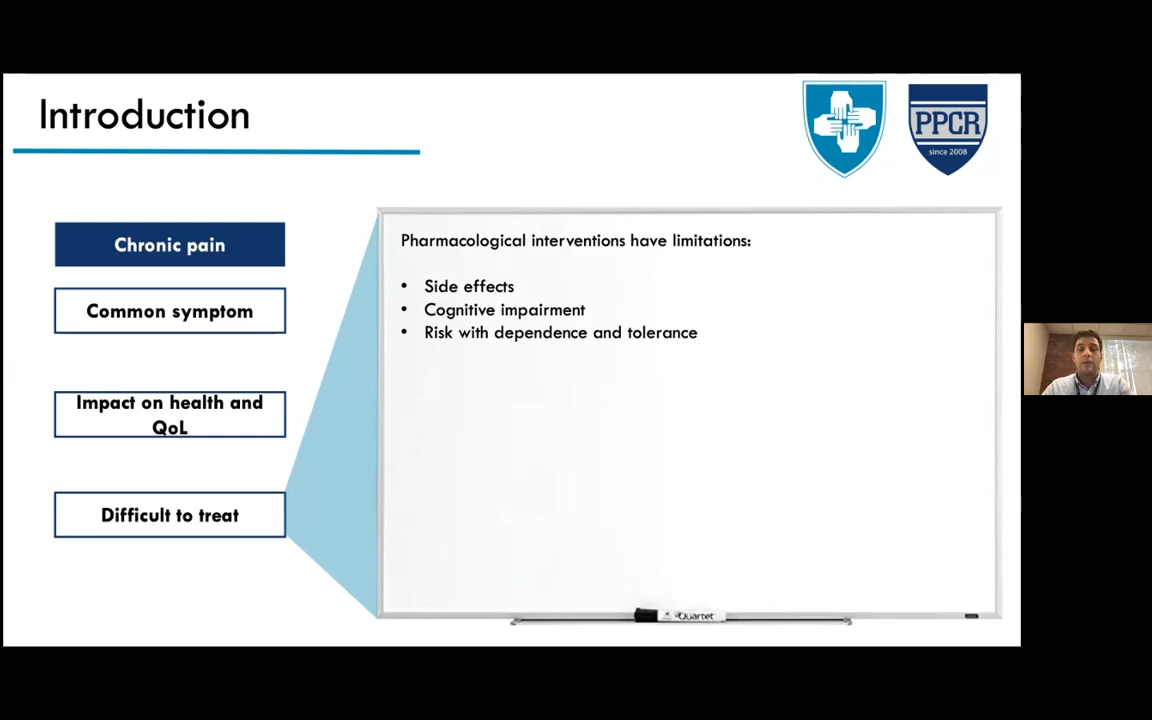 Introduction
PPCR
since 2008
Chronic pain
Common symptom
Impact on health and
QoL
Difficult to treat
Pharmacological interventions have limitations:
• Side effects
• Cognitive impairment
• Risk with dependence and tolerance
Quartet